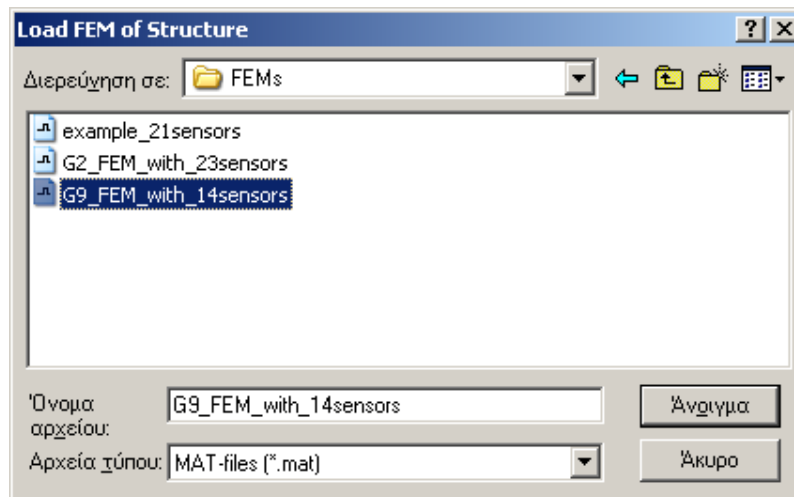 Load FEM of Structure
Διερεύνηση σε: FEMs
example_21sensors
G2_FEM_with_23sensors
G9_FEM_with_14sensors
Όνομα αρχείου: G9_FEM_with_14sensors Άνοιγμα
Αρχεία τύπου: MAT-files (*.mat) Άκυρο